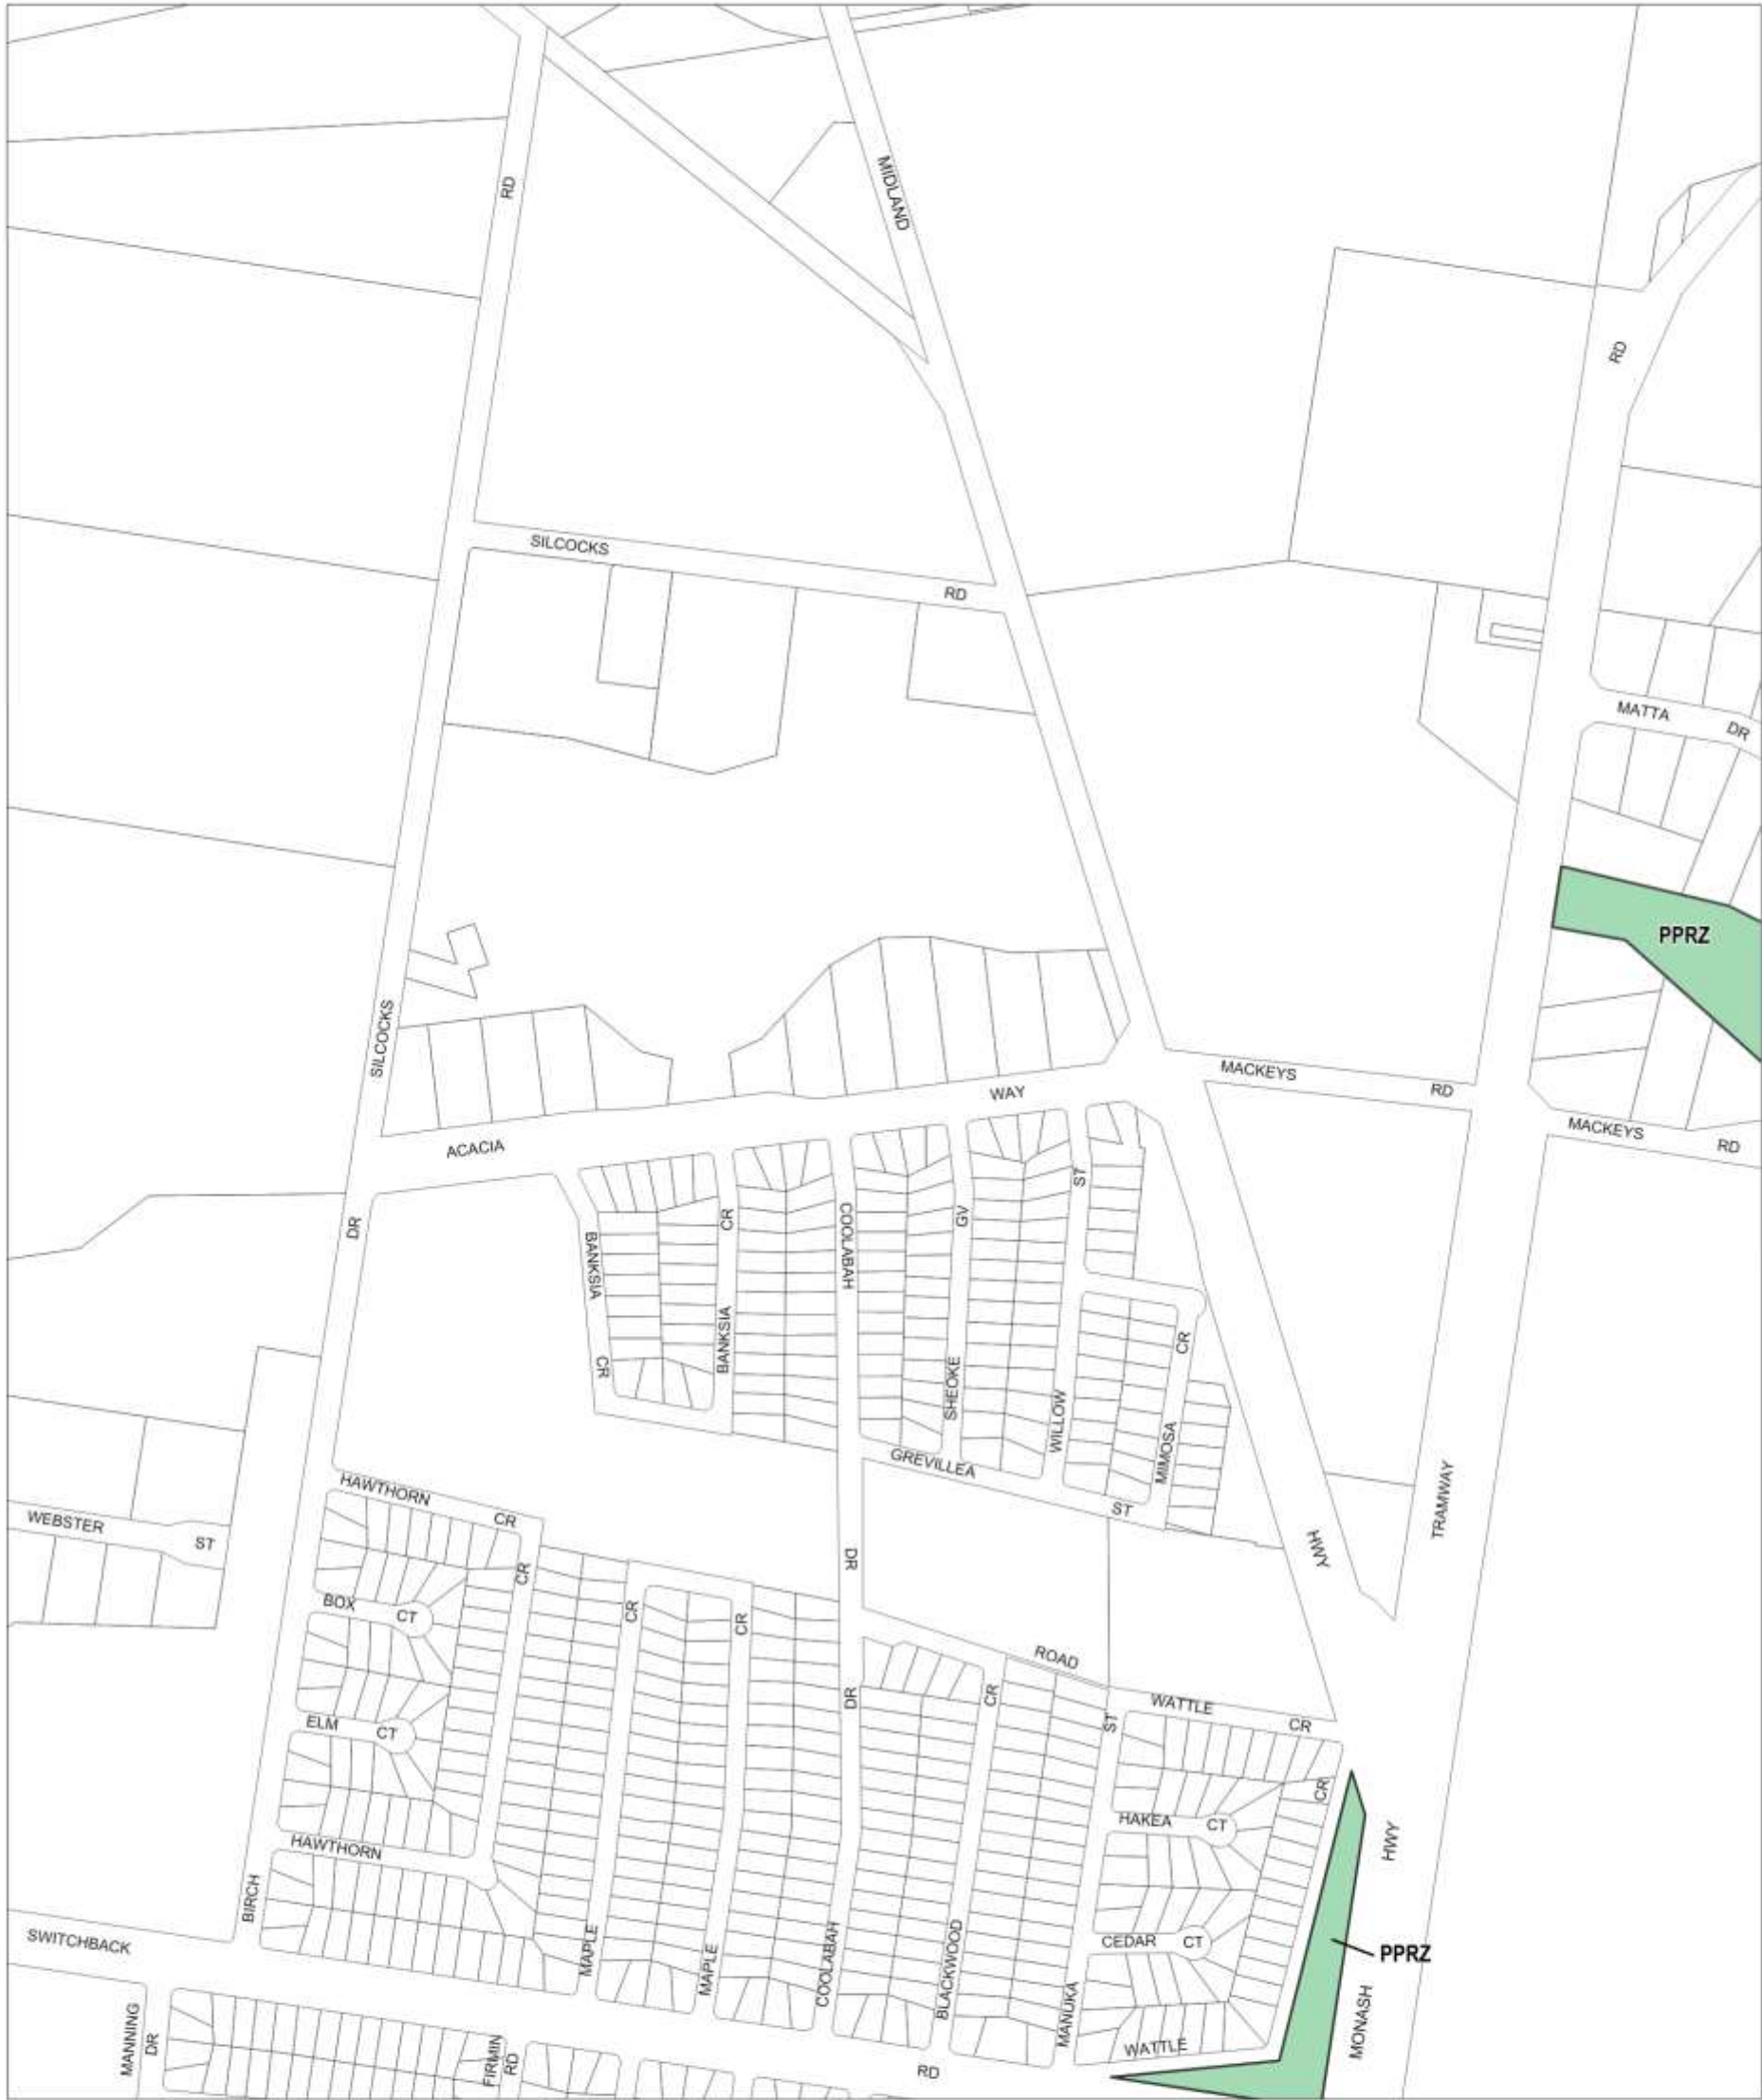 MIDLAND
RD
RD
SILCOCKS
RD
MATTA
DR
PPRZ
SILCOCKS
MACKEYS
RD
WAY
MACKEYS
RD
ACACIA
ST
DR
CR
GV
COOLABAH
BANKSIA
BANKSIA
CR
SHEOKE
WILLOW
CR
MIMOSA
GREVILLEA
ST
HAWTHORN
CR
WEBSTER
ST
TRAMWAY
HWY
DR
CR
BOX
CT
CR
CR
ROAD
DR
CR
WATTLE
CR
ST
ELM
CT
CR
HAKEA
CT
HWY
HAWTHORN
BIRCH
SWITCHBACK
MAPLE
MAPLE
COOLABAH
BLACKWOOD
CEDAR
CT
PPRZ
MANUKA
MONASH
WATTLE
MANNING
DR
FIRMIN
RD
RD